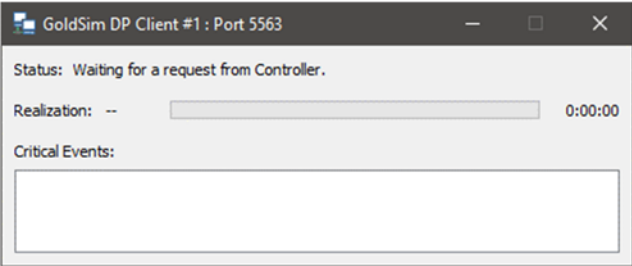 GoldSim DP Client #1 : Port 5563
Status: Waiting for a request from Controller.
Realization: -- 0:00:00
Critical Events: